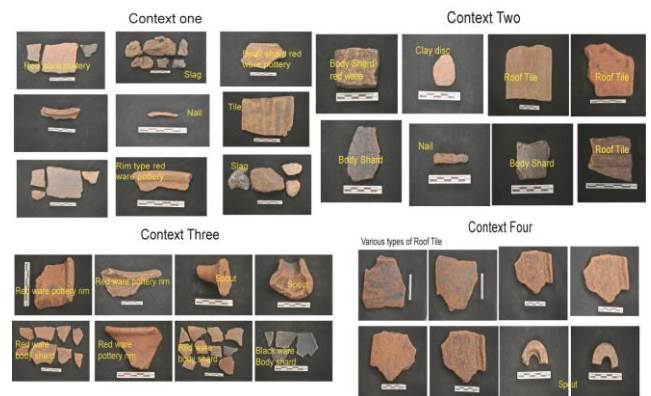 Context one
Red ware pottery
Slag
Body shard red
ware pottery
Nail
Tile
Rim type red
ware pottery
Slag
Context Two
Body Shard
red ware
Clay disc
Roof Tile
Roof Tile
Body Shard
Nail
Body Shard
Roof Tile
Context Three
Red ware pottery rim
Red ware pottery rim
Spout
Spout
Red ware
body shard
Red ware
pottery rim
Red ware
body shard
Black ware
Body shard
Context Four
Various types of Roof Tile
Spout